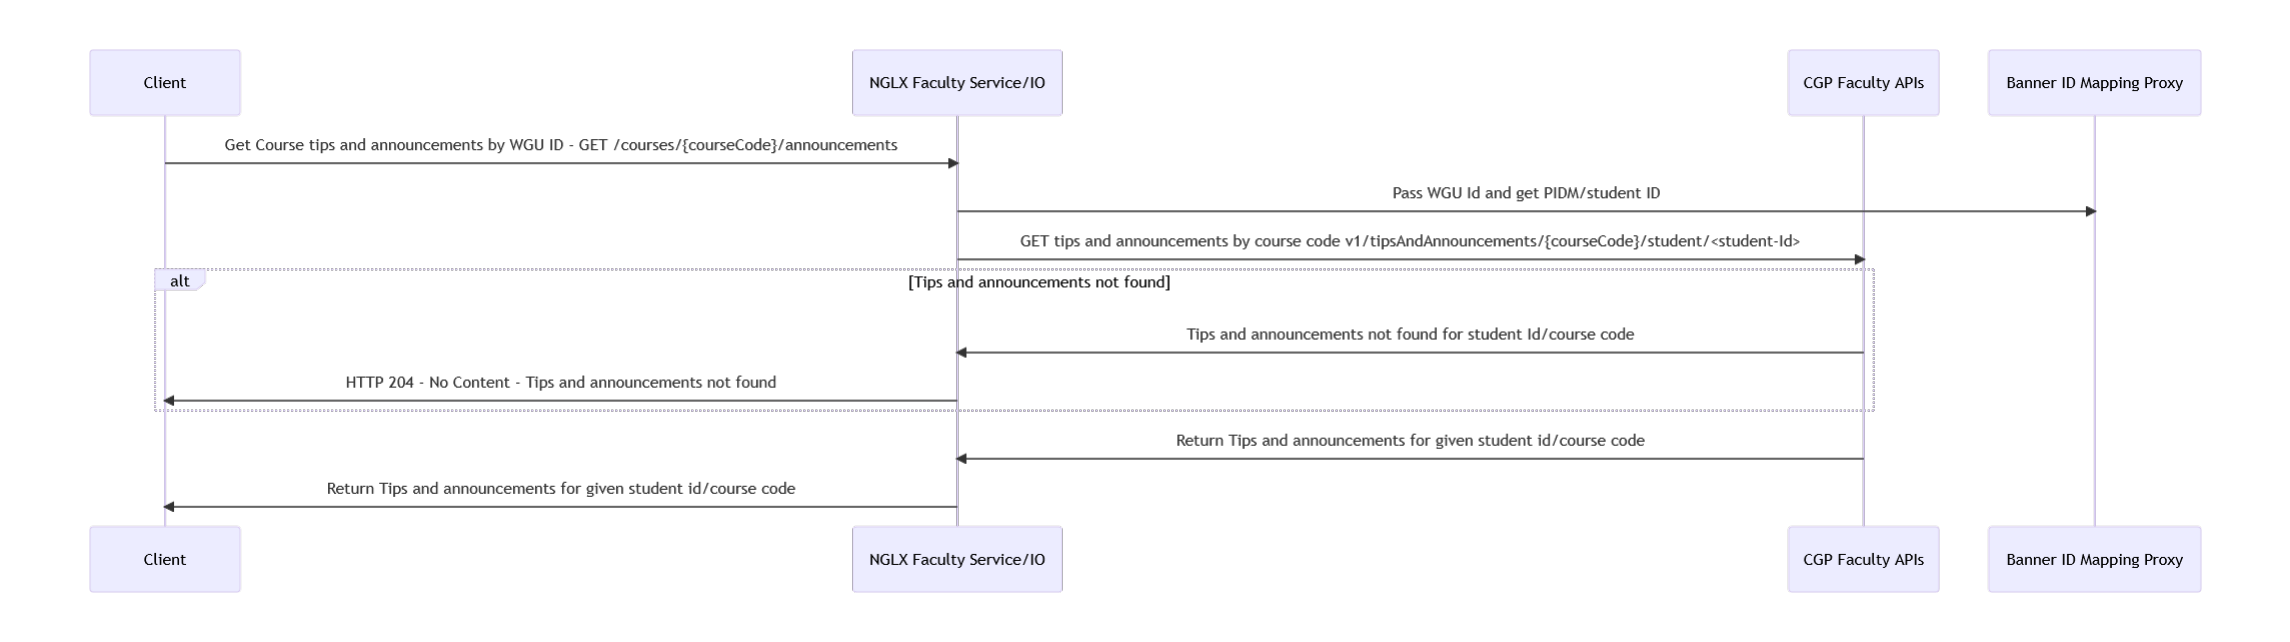 Client
NGLX Faculty Service/IO
CGP Faculty APIs
Banner ID Mapping Proxy
Get Course tips and announcements by WGU ID - GET /courses/{courseCode}/announcements
Pass WGU Id and get PIDM/student ID
GET tips and announcements by course code v1/tipsAndAnnouncements/{courseCode}/student/<student-Id>
alt
[Tips and announcements not found]
Tips and announcements not found for student Id/course code
HTTP 204 - No Content - Tips and announcements not found
Return Tips and announcements for given student id/course code
Return Tips and announcements for given student id/course code
Client
NGLX Faculty Service/IO
CGP Faculty APIs
Banner ID Mapping Proxy